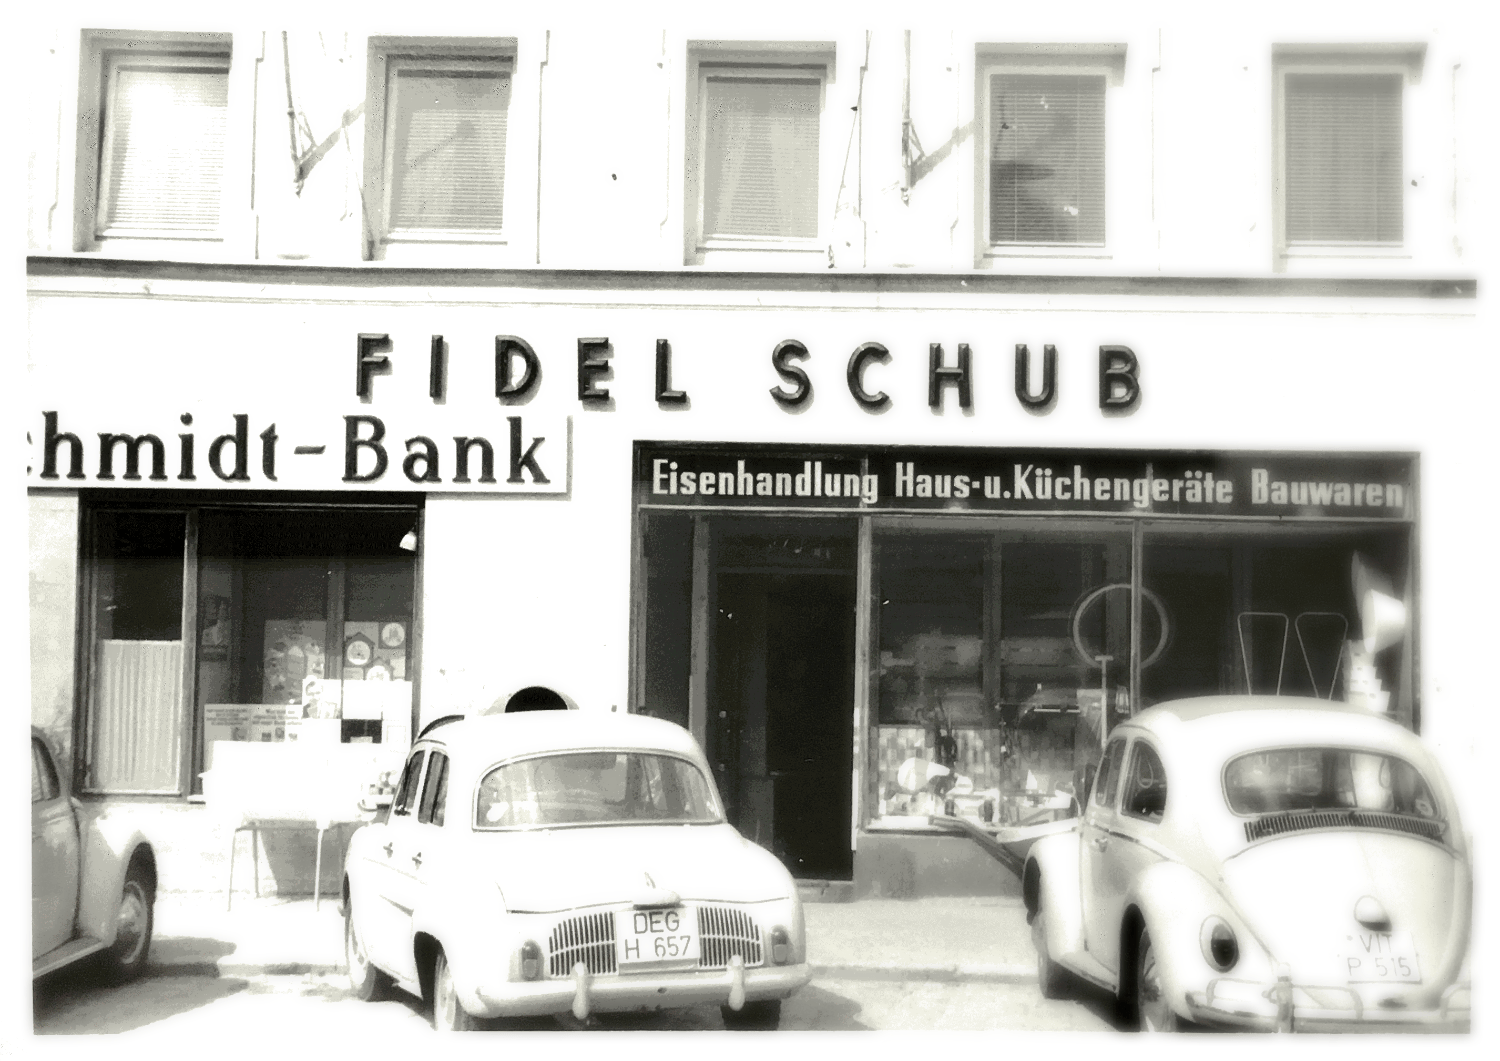 FIDEL SCHUB
chmidt-Bank
Eisenhandlung Haus-u.Küchengeräte Bauwaren
DEG
H 657
VIT
P 515